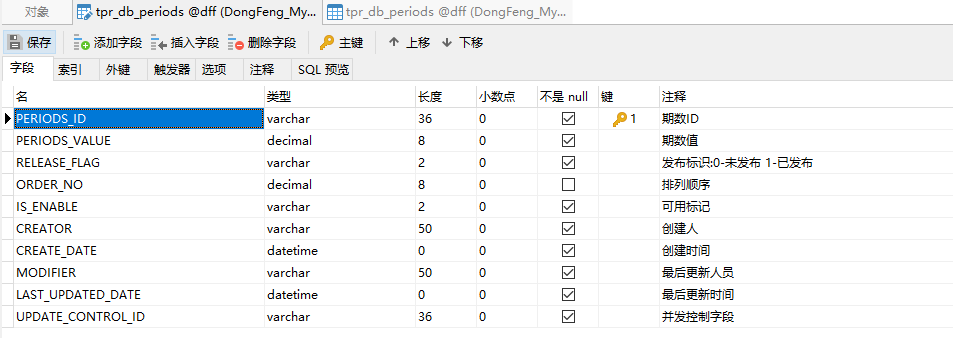 对象 tpr_db_periods @dff (DongFeng_My... tpr_db_periods @dff (DongFeng_My...
保存 添加字段 插入字段 删除字段 主键 上移 下移
字段 索引 外键 触发器 选项 注释 SQL 预览
名 类型 长度 小数点 不是 null 键 注释
PERIODS_ID varchar 36 0 1 期数ID
PERIODS_VALUE decimal 8 0 期数值
RELEASE_FLAG varchar 2 0 发布标识:0-未发布 1-已发布
ORDER_NO decimal 8 0 排列顺序
IS_ENABLE varchar 2 0 可用标记
CREATOR varchar 50 0 创建人
CREATE_DATE datetime 0 0 创建时间
MODIFIER varchar 50 0 最后更新人员
LAST_UPDATED_DATE datetime 0 0 最后更新时间
UPDATE_CONTROL_ID varchar 36 0 并发控制字段